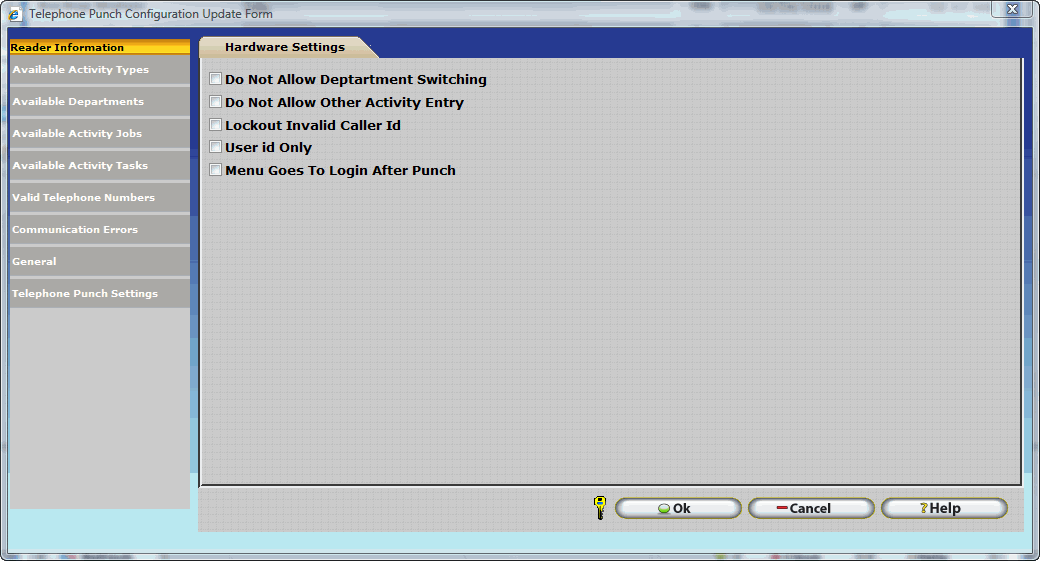 Telephone Punch Configuration Update Form
Reader Information
Available Activity Types
Available Departments
Available Activity Jobs
Available Activity Tasks
Valid Telephone Numbers
Communication Errors
General
Telephone Punch Settings
Hardware Settings
Do Not Allow Deptartment Switching
Do Not Allow Other Activity Entry
Lockout Invalid Caller Id
User id Only
Menu Goes To Login After Punch
Ok
Cancel
?Help